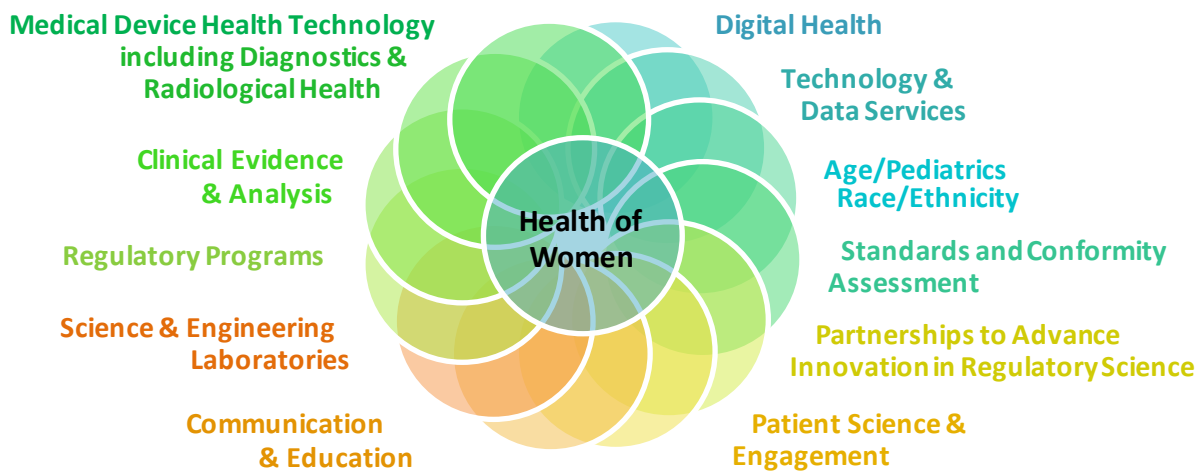 Medical Device Health Technology
including Diagnostics &
Radiological Health
Clinical Evidence
& Analysis
Regulatory Programs
Science & Engineering
Laboratories
Communication
& Education
Health of
Women
Digital Health
Technology &
Data Services
Age/Pediatrics
Race/Ethnicity
Standards and Conformity
Assessment
Partnerships to Advance
Innovation in Regulatory Science
Patient Science &
Engagement